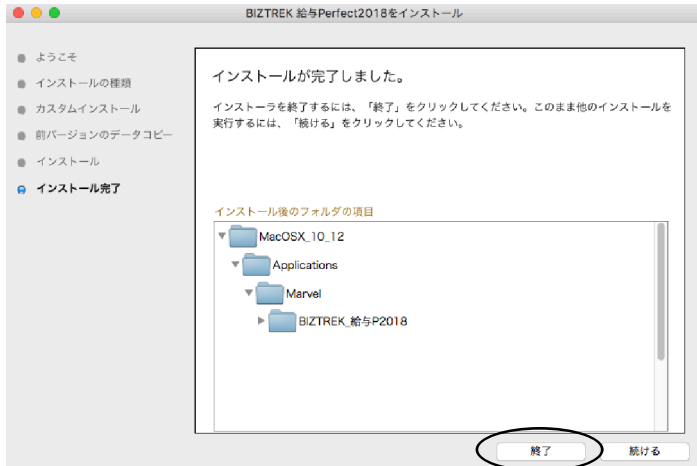 BIZTREK 給与Perfect2018をインストール
ようこそ
インストールの種類
カスタムインストール
前バージョンのデータコピー
インストール
インストール完了
インストールが完了しました。
インストーラを終了するには、「終了」をクリックしてください。このまま他のインストールを
実行するには、「続ける」をクリックしてください。
インストール後のフォルダの項目
MacOSX_10_12
Applications
Marvel
BIZTREK_給与P2018
終了
続ける